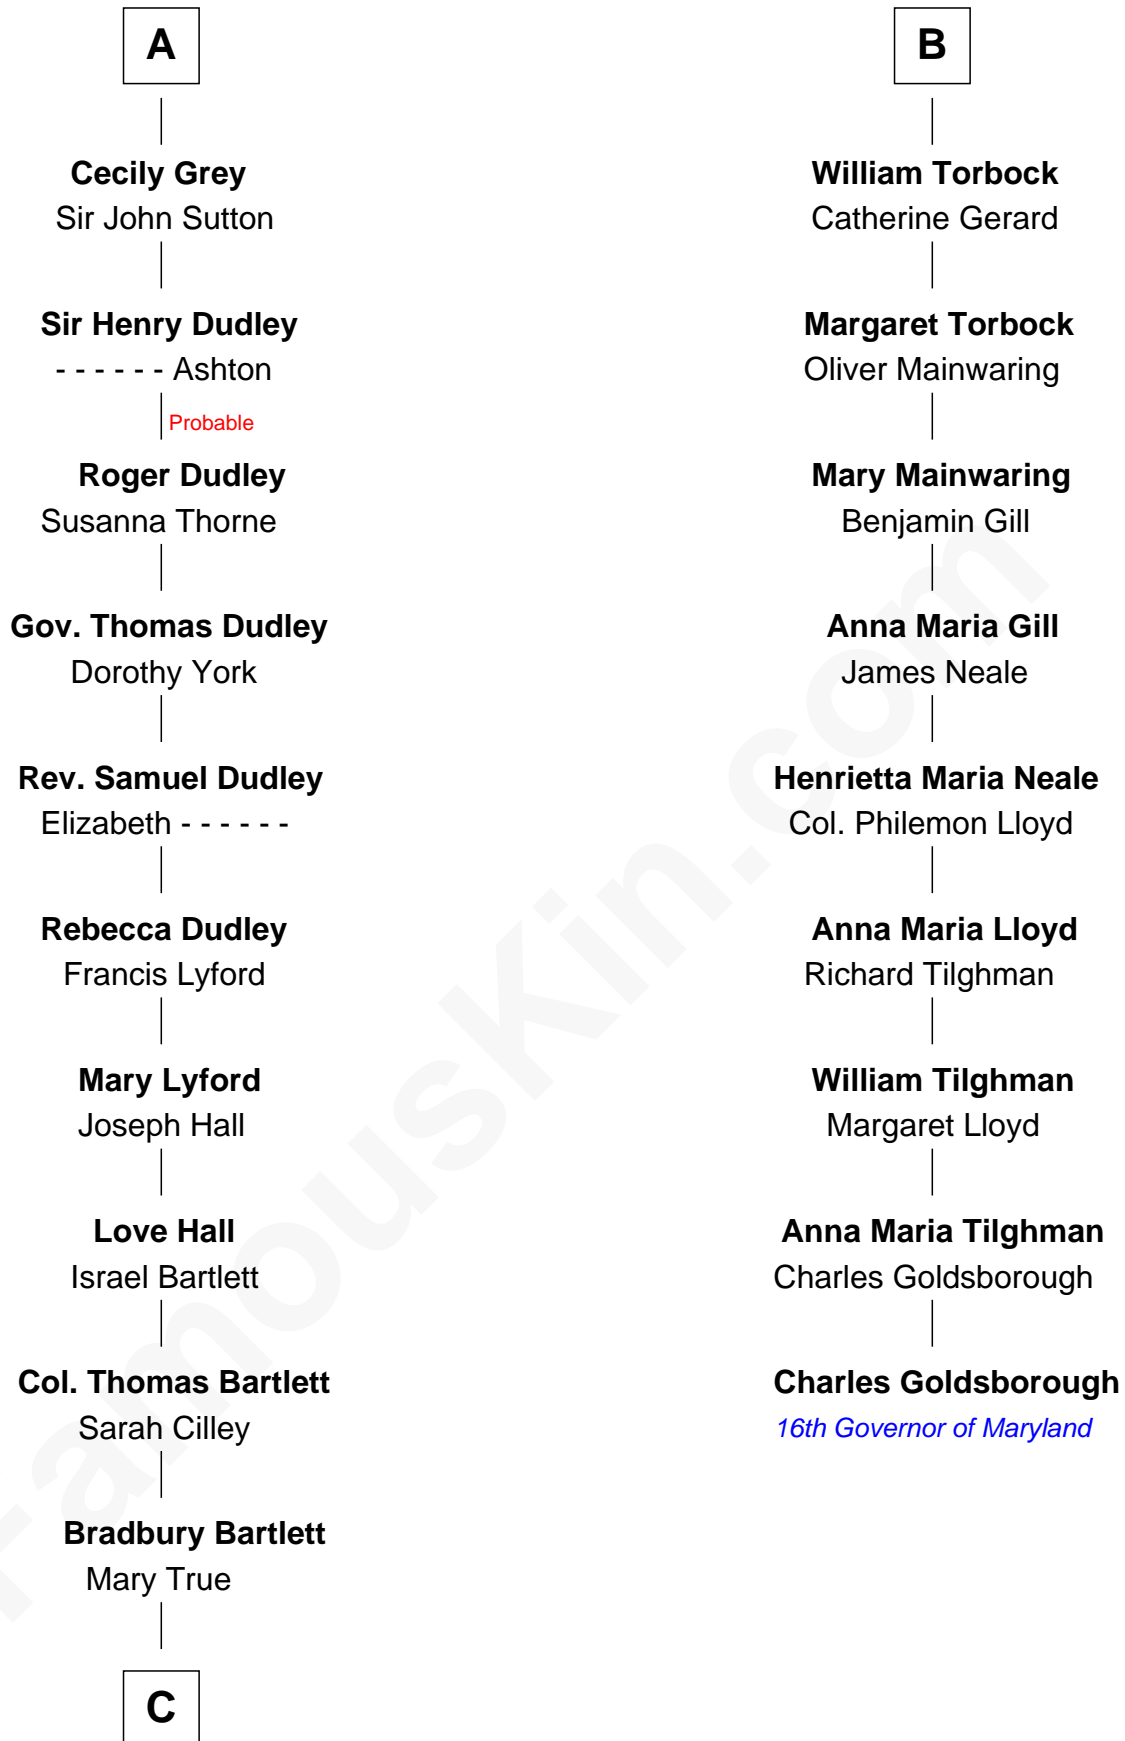 A
Cecily Grey
Sir John Sutton
Sir Henry Dudley
- - - - - - Ashton
Probable
Roger Dudley
Susanna Thorne
Gov. Thomas Dudley
Dorothy York
Rev. Samuel Dudley
Elizabeth - - - - - -
Rebecca Dudley
Francis Lyford
Mary Lyford
Joseph Hall
Love Hall
Israel Bartlett
Col. Thomas Bartlett
Sarah Cilley
Bradbury Bartlett
Mary True
C
B
William Torbock
Catherine Gerard
Margaret Torbock
Oliver Mainwaring
Mary Mainwaring
Benjamin Gill
Anna Maria Gill
James Neale
Henrietta Maria Neale
Col. Philemon Lloyd
Anna Maria Lloyd
Richard Tilghman
William Tilghman
Margaret Lloyd
Anna Maria Tilghman
Charles Goldsborough
Charles Goldsborough
16th Governor of Maryland
FamousKin.com